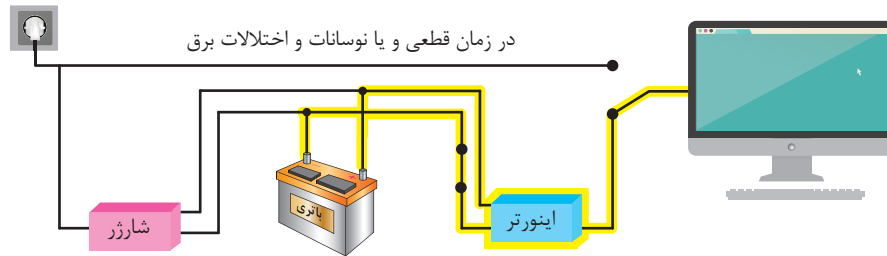 در زمان قطعی و یا نوسانات و اختلالات برق
باتری
اینورتر
شارژر